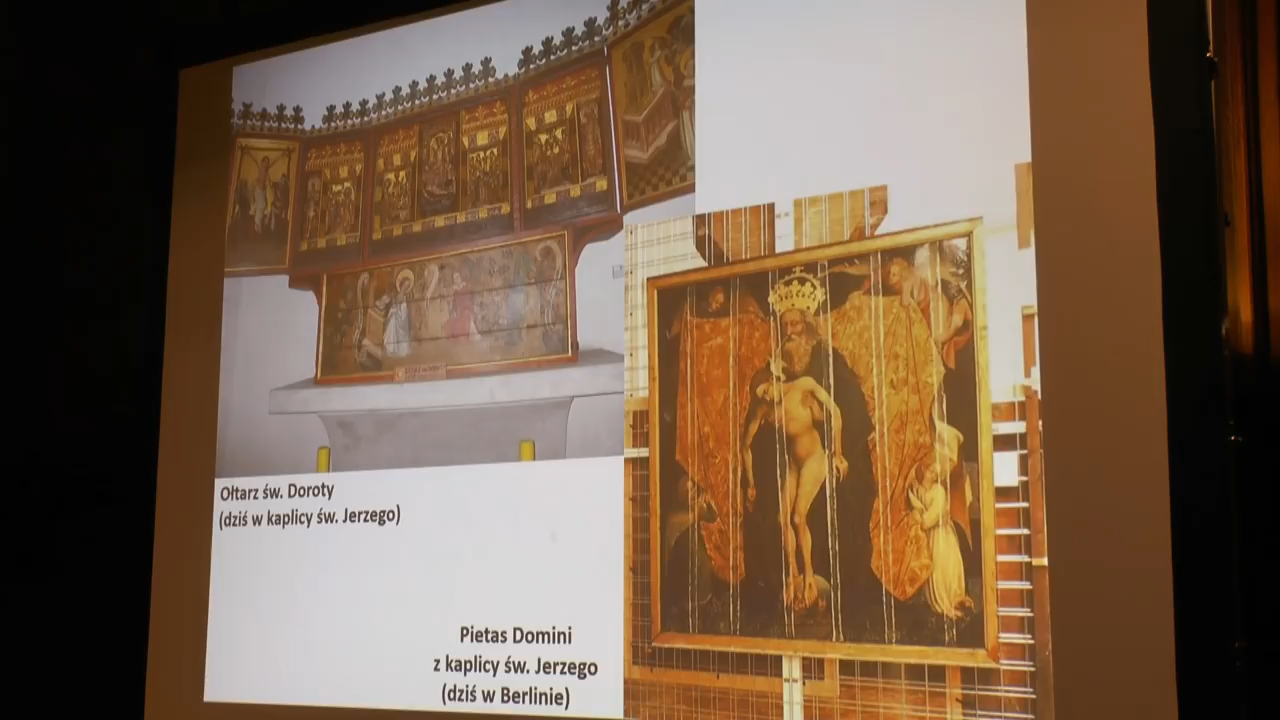 Ołtarz św. Doroty
(dziś w kaplicy św. Jerzego)
Pietas Domini
z kaplicy św. Jerzego
(dziś w Berlinie)